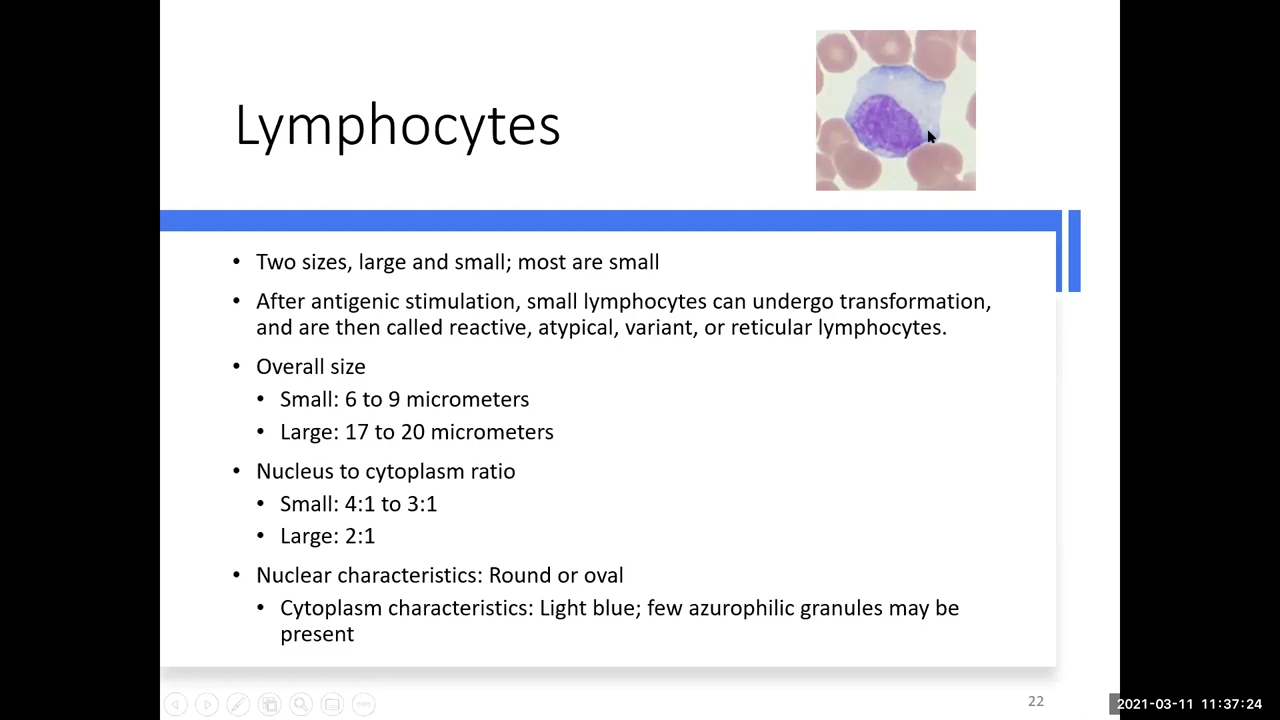 Lymphocytes
• Two sizes, large and small; most are small
• After antigenic stimulation, small lymphocytes can undergo transformation,
and are then called reactive, atypical, variant, or reticular lymphocytes.
• Overall size
• Small: 6 to 9 micrometers
• Large: 17 to 20 micrometers
• Nucleus to cytoplasm ratio
• Small: 4:1 to 3:1
• Large: 2:1
• Nuclear characteristics: Round or oval
• Cytoplasm characteristics: Light blue; few azurophilic granules may be
present
22
2021-03-11 11:37:24